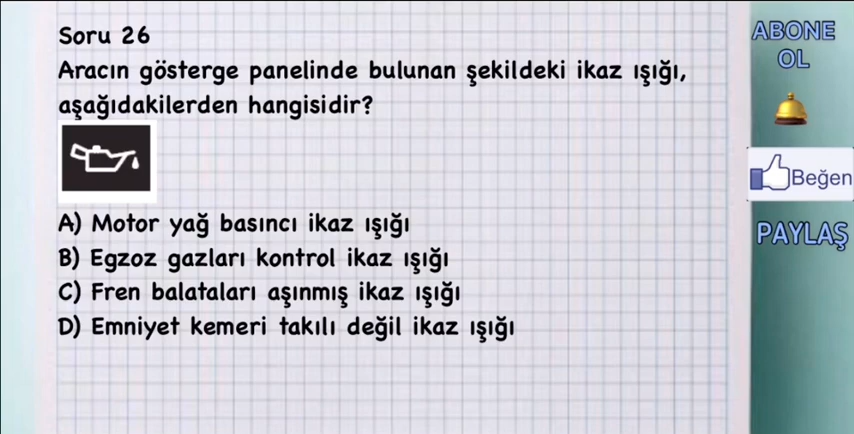 Soru 26
Aracın gösterge panelinde bulunan şekildeki ikaz ışığı,
aşağıdakilerden hangisidir?
A) Motor yağ basıncı ikaz ışığı
B) Egzoz gazları kontrol ikaz ışığı
C) Fren balataları aşınmış ikaz ışığı
D) Emniyet kemeri takılı değil ikaz ışığı
ABONE
OL
Beğen
PAYLAŞ